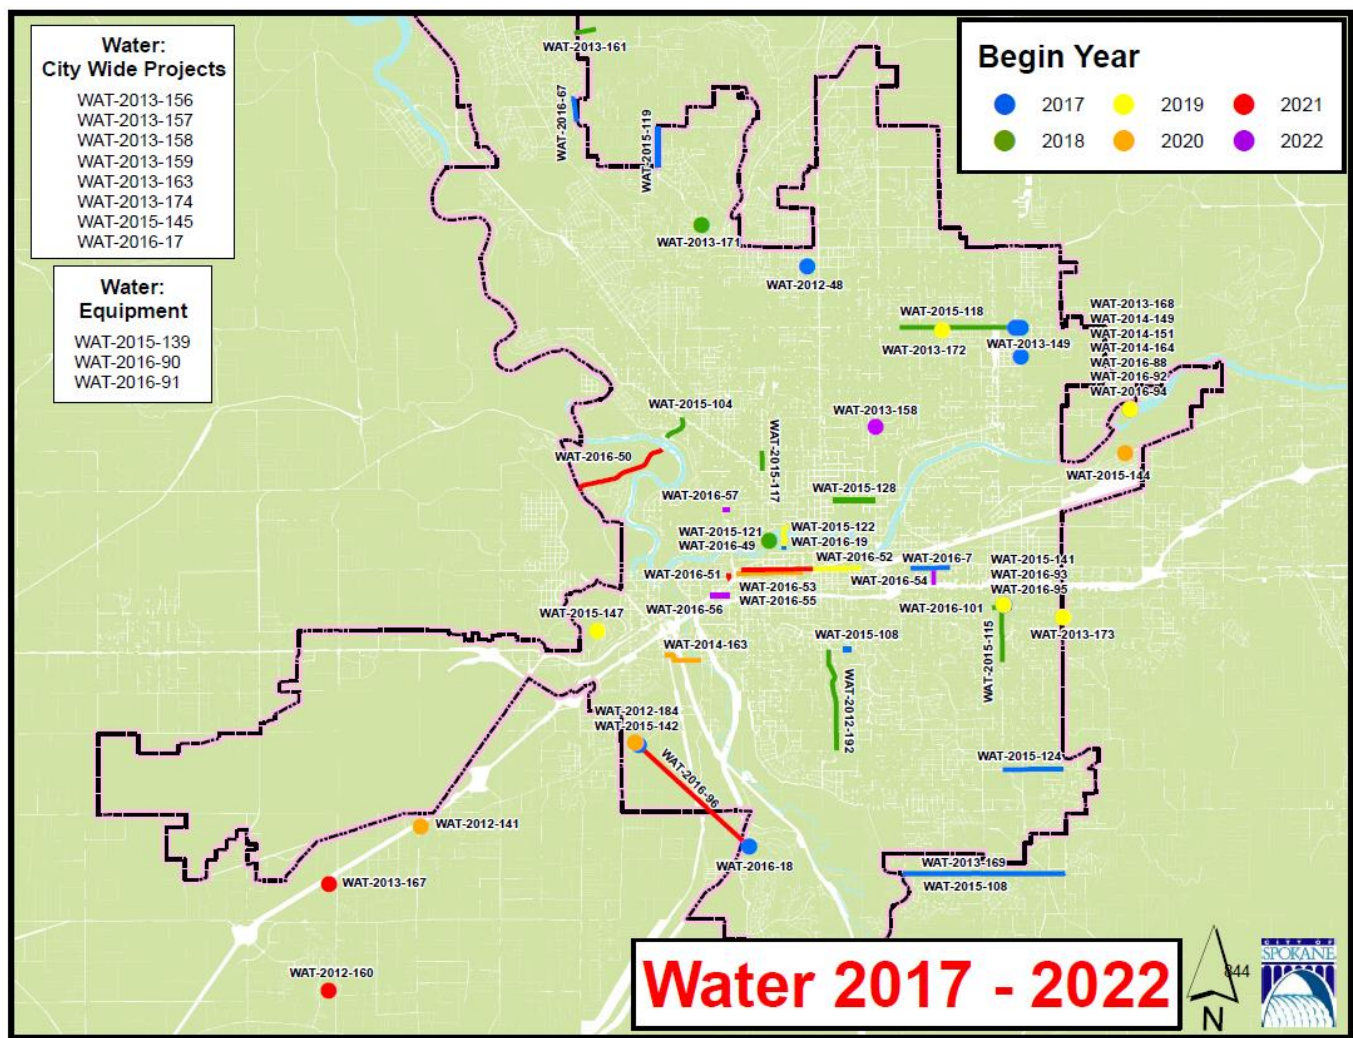 Water:
City Wide Projects
WAT-2013-156
WAT-2013-157
WAT-2013-158
WAT-2013-159
WAT-2013-163
WAT-2013-174
WAT-2015-145
WAT-2016-17
Water:
Equipment
WAT-2015-139
WAT-2016-90
WAT-2016-91
Begin Year
2017 2019 2021
2018 2020 2022
WAT-2013-161
WAT-2016-67
WAT-2015-119
WAT-2013-171
WAT-2012-48
WAT-2015-118
WAT-2013-172
WAT-2013-149
WAT-2013-168
WAT-2014-149
WAT-2014-151
WAT-2014-164
WAT-2016-88
WAT-2016-92
WAT-2016-94
WAT-2015-104
WAT-2013-158
WAT-2016-50
WAT-2015-117
WAT-2015-144
WAT-2016-57
WAT-2015-128
WAT-2015-121
WAT-2016-49
WAT-2015-122
WAT-2016-19
WAT-2016-52
WAT-2016-7
WAT-2015-141
WAT-2016-93
WAT-2016-95
WAT-2016-51
WAT-2016-53
WAT-2016-55
WAT-2016-54
WAT-2016-56
WAT-2016-101
WAT-2015-147
WAT-2013-173
WAT-2014-163
WAT-2015-108
WAT-2015-115
WAT-2012-192
WAT-2012-184
WAT-2015-142
WAT-2016-96
WAT-2015-124
WAT-2012-141
WAT-2016-18
WAT-2013-169
WAT-2015-108
WAT-2013-167
WAT-2012-160
Water 2017 - 2022
844
N
CITY OF
SPOKANE